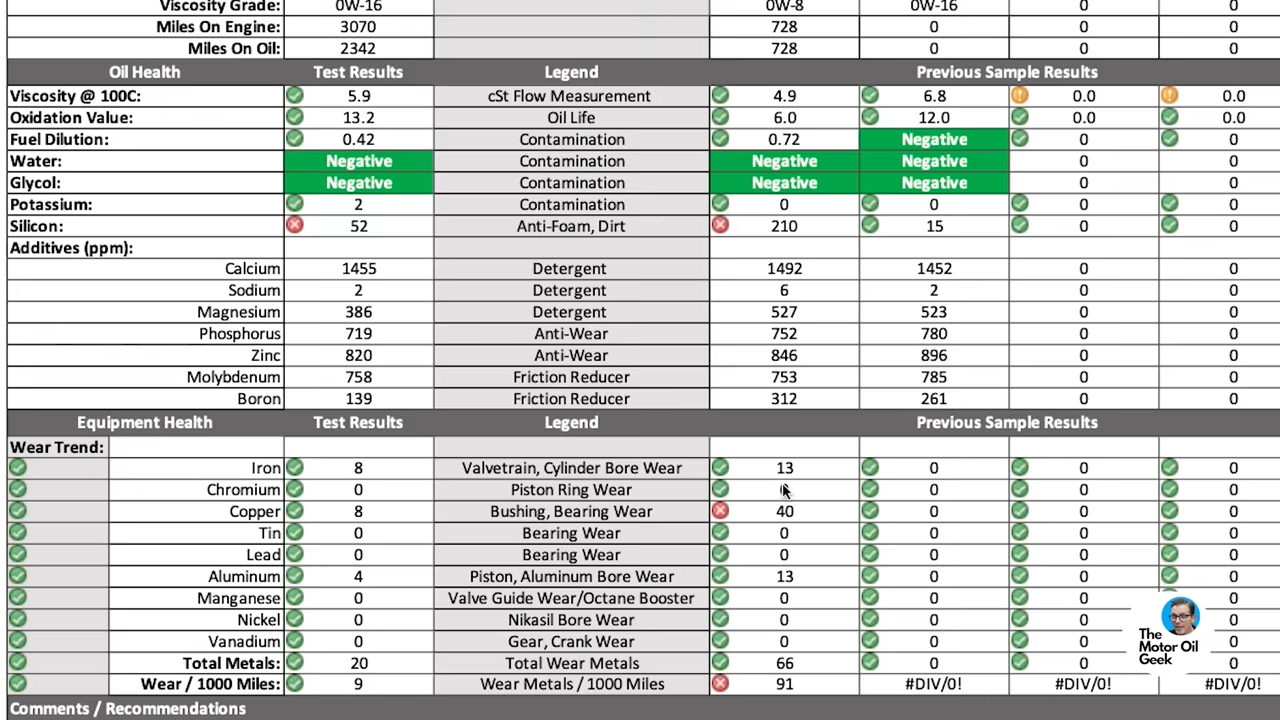 Viscosity Grade: 0W-16 0W-8 0W-16 0 0
Miles On Engine: 3070 728 0 0 0
Miles On Oil: 2342 728 0 0 0
Oil Health Test Results Legend Previous Sample Results
Viscosity @ 100C: 5.9 cSt Flow Measurement 4.9 6.8 0.0 0.0
Oxidation Value: 13.2 Oil Life 6.0 12.0 0.0 0.0
Fuel Dilution: 0.42 Contamination 0.72 Negative 0 0
Water: Negative Contamination Negative Negative 0 0
Glycol: Negative Contamination Negative Negative 0 0
Potassium: 2 Contamination 0 0 0 0
Silicon: 52 Anti-Foam, Dirt 210 15 0 0
Additives (ppm):
Calcium 1455 Detergent 1492 1452 0 0
Sodium 2 Detergent 6 2 0 0
Magnesium 386 Detergent 527 523 0 0
Phosphorus 719 Anti-Wear 752 780 0 0
Zinc 820 Anti-Wear 846 896 0 0
Molybdenum 758 Friction Reducer 753 785 0 0
Boron 139 Friction Reducer 312 261 0 0
Equipment Health Test Results Legend Previous Sample Results
Wear Trend:
Iron 8 Valvetrain, Cylinder Bore Wear 13 0 0 0
Chromium 0 Piston Ring Wear 0 0 0
Copper 8 Bushing, Bearing Wear 40 0 0 0
Tin 0 Bearing Wear 0 0 0 0
Lead 0 Bearing Wear 0 0 0 0
Aluminum 4 Piston, Aluminum Bore Wear 13 0 0 0
Manganese 0 Valve Guide Wear/Octane Booster 0 0 0 0
Nickel 0 Nikasil Bore Wear 0 0 0
Vanadium 0 Gear, Crank Wear 0 0 0
Total Metals: 20 Total Wear Metals 66 0 0 0
Wear / 1000 Miles: 9 Wear Metals / 1000 Miles 91 #DIV/0! #DIV/0! #DIV/0!
Comments / Recommendations
The
Motor Oil
Geek